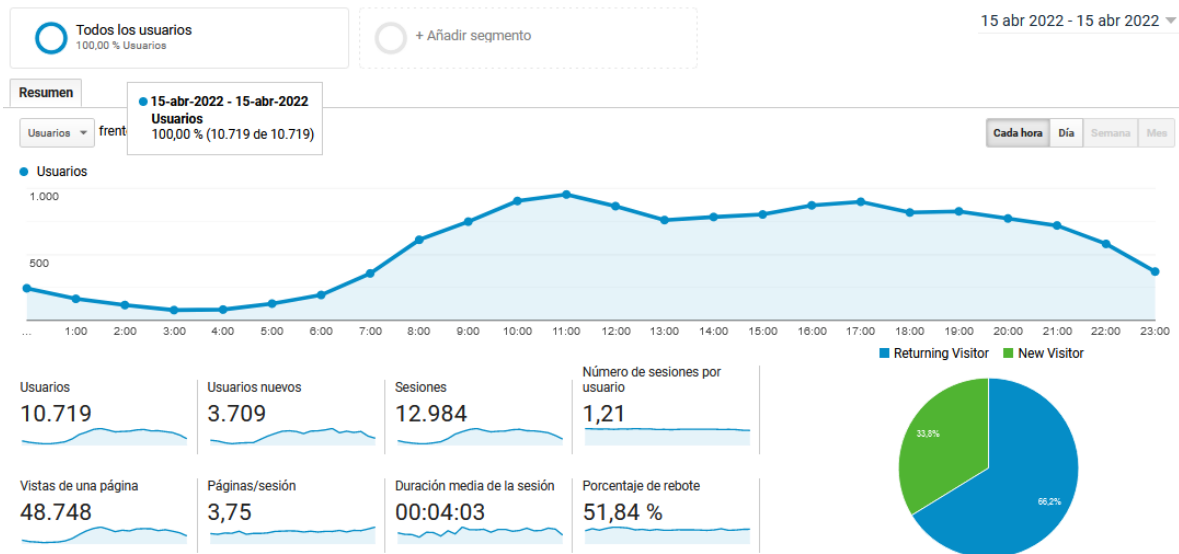 Todos los usuarios
100,00 % Usuarios
+ Añadir segmento
15 abr 2022 - 15 abr 2022
Resumen
15-abr-2022 - 15-abr-2022
Usuarios
100,00 % (10.719 de 10.719)
Usuarios
frent
Cada hora Día Semana Mes
Usuarios
1.000
500
... 1:00 2:00 3:00 4:00 5:00 6:00 7:00 8:00 9:00 10:00 11:00 12:00 13:00 14:00 15:00 16:00 17:00 18:00 19:00 20:00 21:00 22:00 23:00
Returning Visitor New Visitor
Usuarios
10.719
Usuarios nuevos
3.709
Sesiones
12.984
Número de sesiones por
usuario
1,21
Vistas de una página
48.748
Páginas/sesión
3,75
Duración media de la sesión
00:04:03
Porcentaje de rebote
51,84 %
33,8%
66,2%